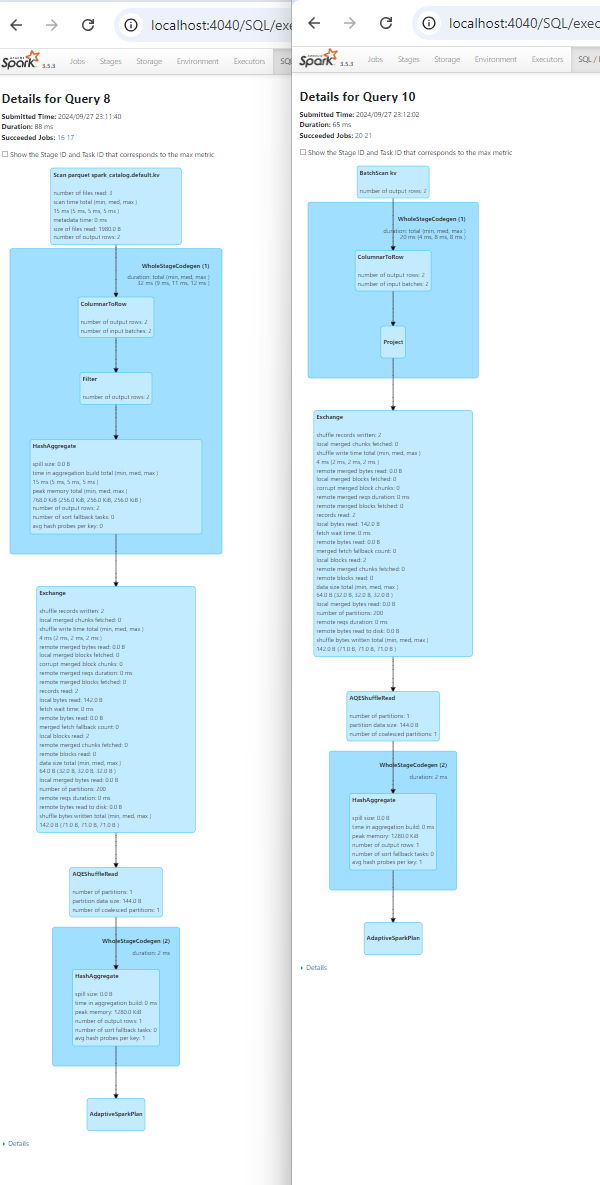 localhost:4040/SQL/exe
APACHE
Spark 3.5.3
Jobs
Stages
Storage
Environment
Executors
SQL
Details for Query 8
Submitted Time: 2024/09/27 23:11:40
Duration: 88 ms
Succeeded Jobs: 16 17
Show the Stage ID and Task ID that corresponds to the max metric
Scan parquet spark_catalog.default.kv
number of files read: 3
scan time total (min, med, max )
15 ms (5 ms, 5 ms, 5 ms )
metadata time: 0 ms
size of files read: 1980.0 B
number of output rows: 2
WholeStageCodegen (1)
duration: total (min, med, max )
32 ms (9 ms, 11 ms, 12 ms )
ColumnarToRow
number of output rows: 2
number of input batches: 2
Filter
number of output rows: 2
HashAggregate
spill size: 0.0 B
time in aggregation build total (min, med, max )
15 ms (5 ms, 5 ms, 5 ms )
peak memory total (min, med, max )
768.0 KiB (256.0 KiB, 256.0 KiB, 256.0 KiB )
number of output rows: 2
number of sort fallback tasks: 0
avg hash probes per key: 0
Exchange
shuffle records written: 2
local merged chunks fetched: 0
shuffle write time total (min, med, max )
4 ms (2 ms, 2 ms, 2 ms )
remote merged bytes read: 0.0 B
local merged blocks fetched: 0
corrupt merged block chunks: 0
remote merged reqs duration: 0 ms
remote merged blocks fetched: 0
records read: 2
local bytes read: 142.0 B
fetch wait time: 0 ms
remote bytes read: 0.0 B
merged fetch fallback count: 0
local blocks read: 2
remote merged chunks fetched: 0
remote blocks read: 0
data size total (min, med, max )
64.0 B (32.0 B, 32.0 B, 32.0 B )
local merged bytes read: 0.0 B
number of partitions: 200
remote reqs duration: 0 ms
remote bytes read to disk: 0.0 B
shuffle bytes written total (min, med, max )
142.0 B (71.0 B, 71.0 B, 71.0 B )
AQEShuffleRead
number of partitions: 1
partition data size: 144.0 B
number of coalesced partitions: 1
WholeStageCodegen (2)
duration: 2 ms
HashAggregate
spill size: 0.0 B
time in aggregation build: 0 ms
peak memory: 1280.0 KiB
number of output rows: 1
number of sort fallback tasks: 0
avg hash probes per key: 1
AdaptiveSparkPlan
Details
localhost:4040/SQL/exec
APACHE
Spark 3.5.3
Jobs
Stages
Storage
Environment
Executors
SQL /
Details for Query 10
Submitted Time: 2024/09/27 23:12:02
Duration: 65 ms
Succeeded Jobs: 20 21
Show the Stage ID and Task ID that corresponds to the max metric
BatchScan kv
number of output rows: 2
WholeStageCodegen (1)
duration: total (min, med, max )
20 ms (4 ms, 8 ms, 8 ms )
ColumnarToRow
number of output rows: 2
number of input batches: 2
Project
Exchange
shuffle records written: 2
local merged chunks fetched: 0
shuffle write time total (min, med, max )
4 ms (2 ms, 2 ms, 2 ms )
remote merged bytes read: 0.0 B
local merged blocks fetched: 0
corrupt merged block chunks: 0
remote merged reqs duration: 0 ms
remote merged blocks fetched: 0
records read: 2
local bytes read: 142.0 B
fetch wait time: 0 ms
remote bytes read: 0.0 B
merged fetch fallback count: 0
local blocks read: 2
remote merged chunks fetched: 0
remote blocks read: 0
data size total (min, med, max )
64.0 B (32.0 B, 32.0 B, 32.0 B )
local merged bytes read: 0.0 B
number of partitions: 200
remote reqs duration: 0 ms
remote bytes read to disk: 0.0 B
shuffle bytes written total (min, med, max )
142.0 B (71.0 B, 71.0 B, 71.0 B )
AQEShuffleRead
number of partitions: 1
partition data size: 144.0 B
number of coalesced partitions: 1
WholeStageCodegen (2)
duration: 2 ms
HashAggregate
spill size: 0.0 B
time in aggregation build: 0 ms
peak memory: 1280.0 KiB
number of output rows: 1
number of sort fallback tasks: 0
avg hash probes per key: 1
AdaptiveSparkPlan
Details